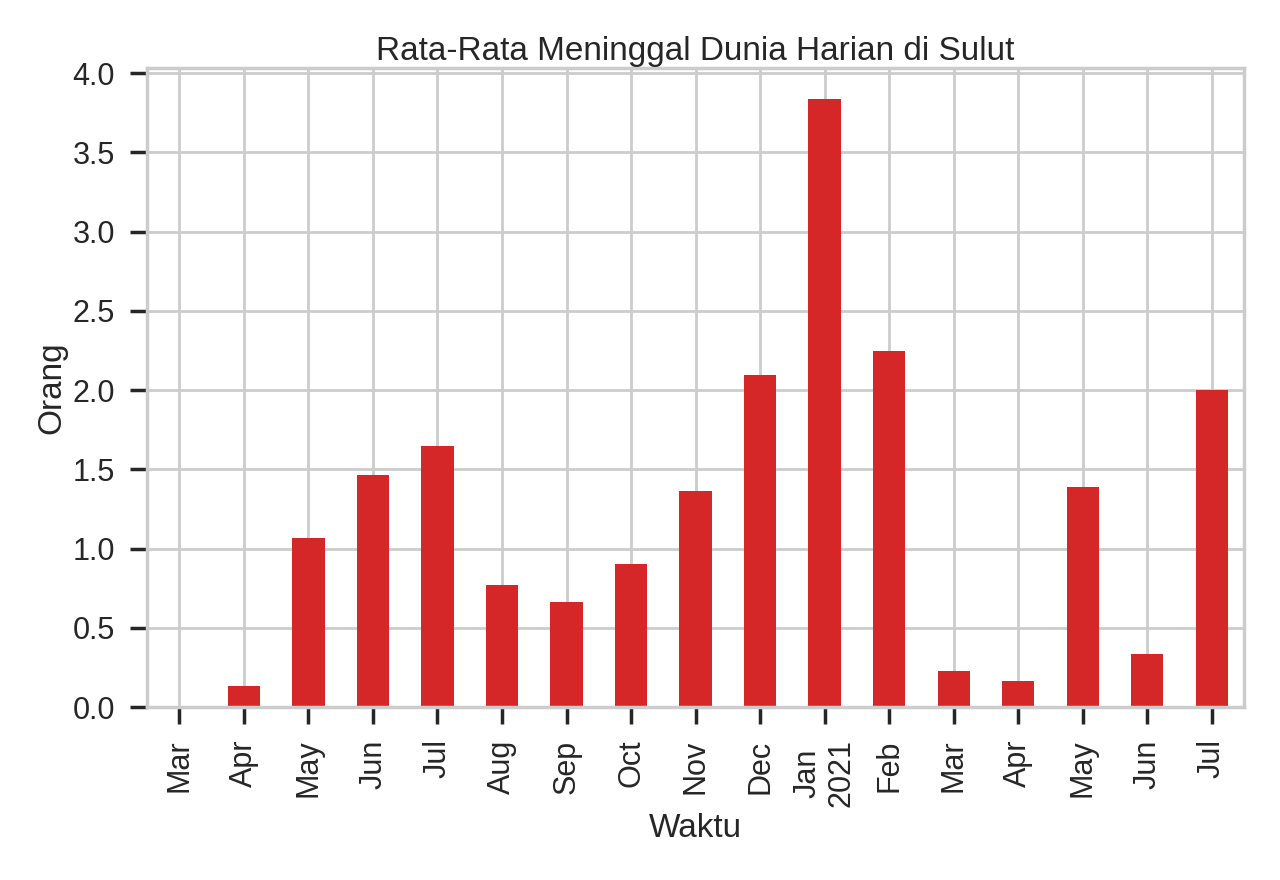 Rata-Rata Meninggal Dunia Harian di Sulut
4.0
3.5
3.0
2.5
2.0
1.5
1.0
0.5
0.0
Orang
Mar
Apr
May
Jun
Jul
Aug
Sep
Oct
Nov
Dec
Jan
2021
Feb
Mar
Apr
May
Jun
Jul
Waktu